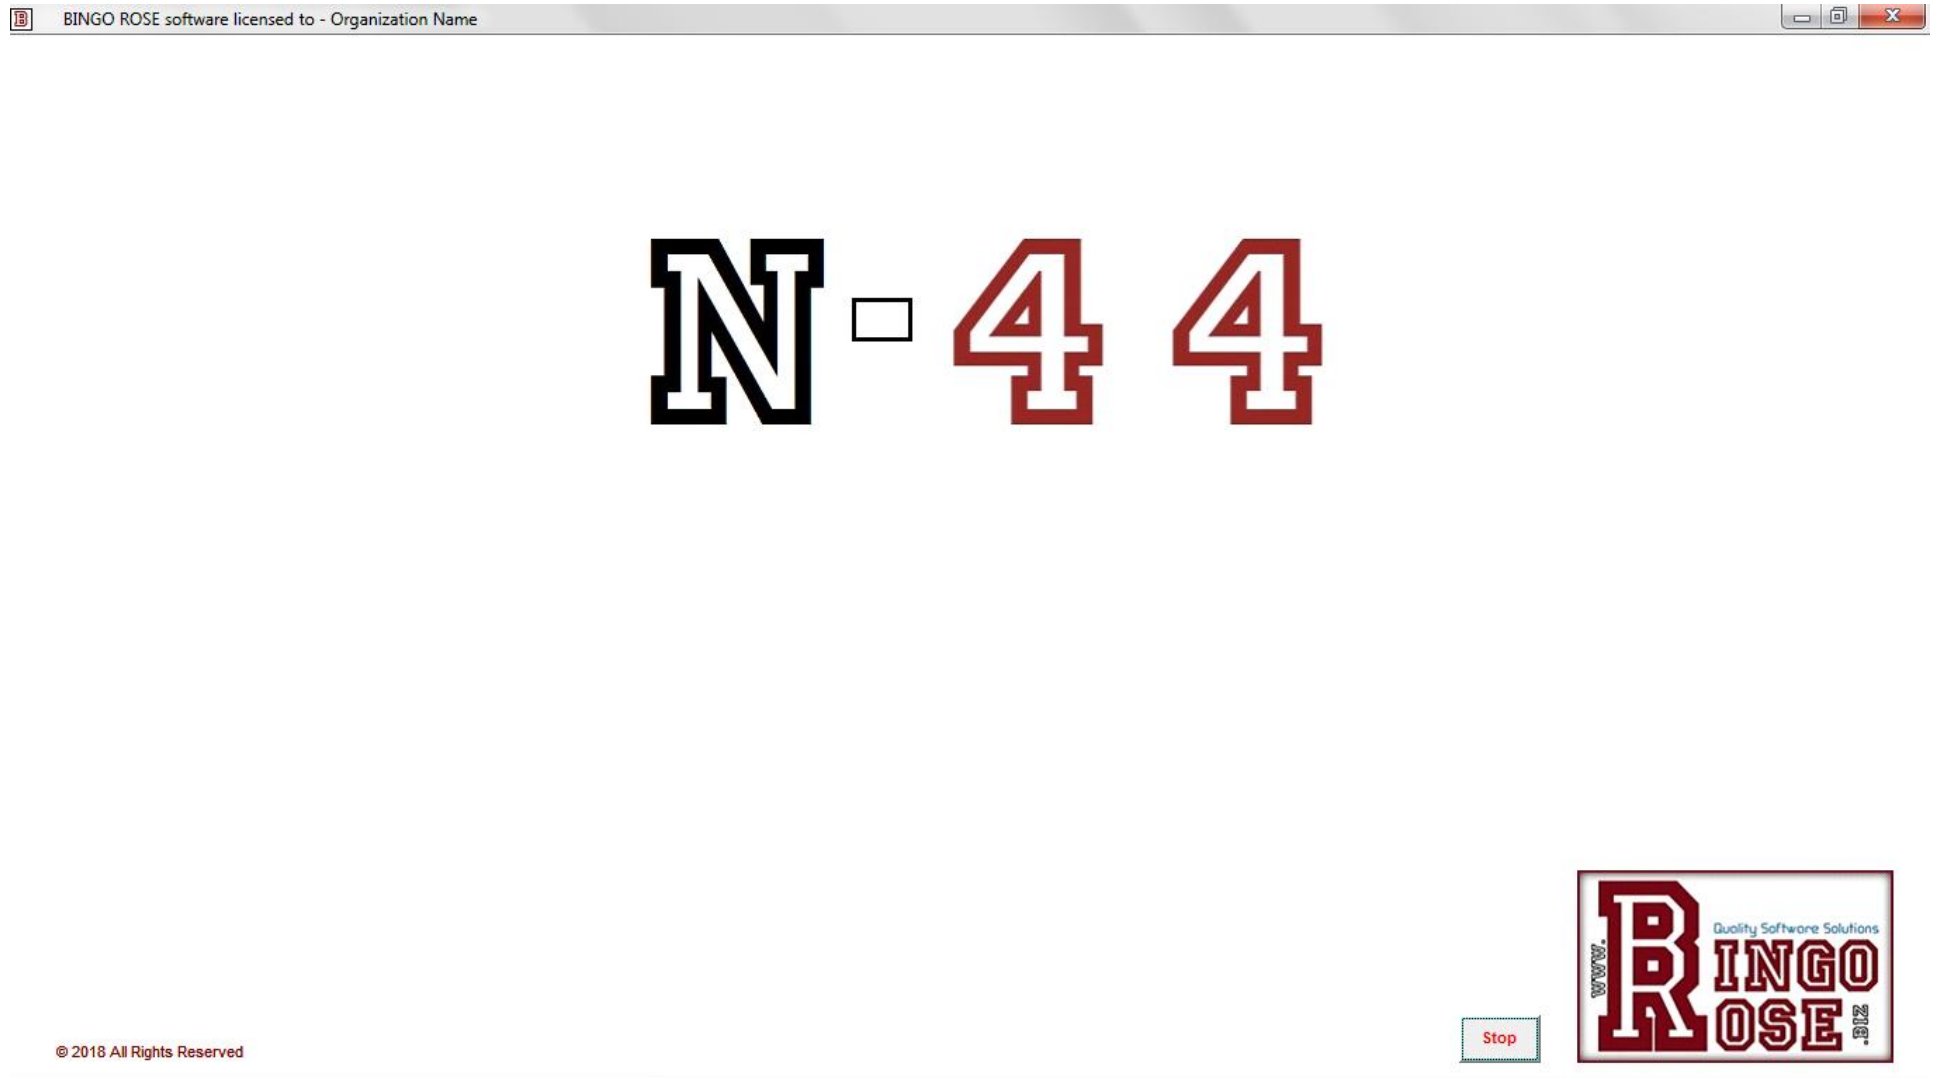 BINGO ROSE software licensed to - Organization Name
N-44
Quality Software Solutions
www.
BINGO
ROSE
.BIZ
Stop
© 2018 All Rights Reserved